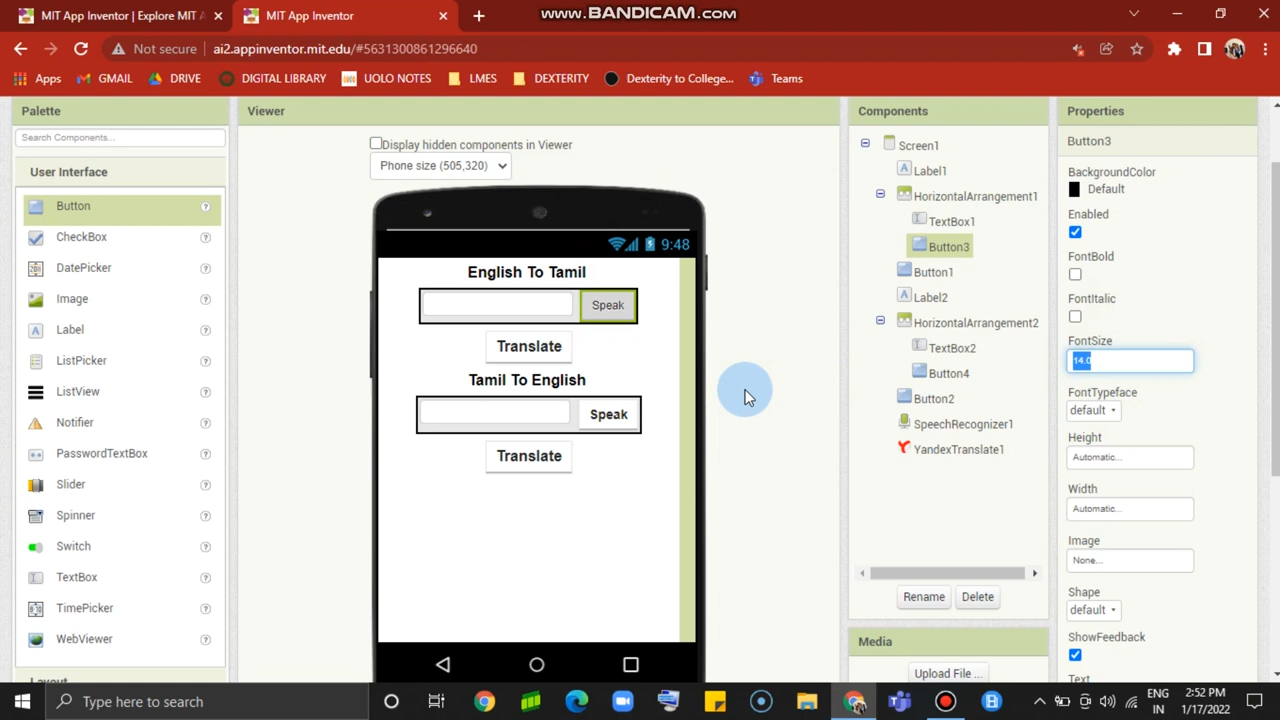 MIT App Inventor | Explore MIT A
MIT App Inventor
www.BANDICAM.com
Not secure
ai2.appinventor.mit.edu/#5631300861296640
Apps
GMAIL
DRIVE
DIGITAL LIBRARY
UOLO NOTES
LMES
DEXTERITY
Dexterity to College...
Teams
Palette
Search Components...
User Interface
Button
CheckBox
DatePicker
Image
Label
ListPicker
ListView
Notifier
PasswordTextBox
Slider
Spinner
Switch
TextBox
TimePicker
WebViewer
Layout
Viewer
Display hidden components in Viewer
Phone size (505,320)
9:48
English To Tamil
Speak
Translate
Tamil To English
Speak
Translate
Components
Screen1
Label1
HorizontalArrangement1
TextBox1
Button3
Button1
Label2
HorizontalArrangement2
TextBox2
Button4
Button2
SpeechRecognizer1
YandexTranslate1
Rename
Delete
Media
Upload File ...
Properties
Button3
BackgroundColor
Default
Enabled
FontBold
FontItalic
FontSize
14.0
FontTypeface
default
Height
Automatic...
Width
Automatic...
Image
None...
Shape
default
ShowFeedback
Text
Type here to search
ENG
IN
2:52 PM
1/17/2022